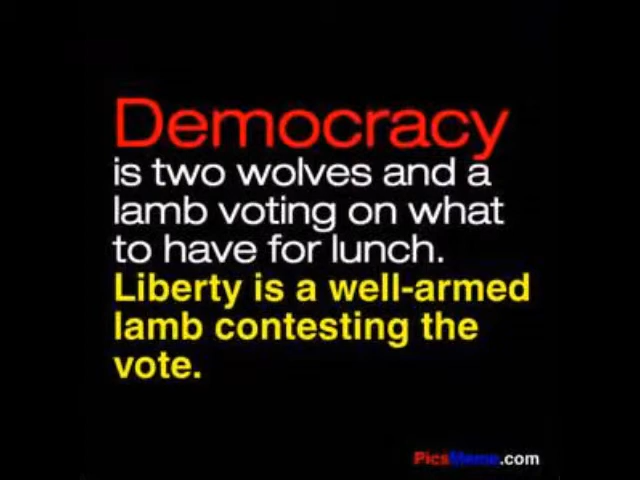 Democracy
is two wolves and a
lamb voting on what
to have for lunch.
Liberty is a well-armed
lamb contesting the
vote.
PicsMeme.com